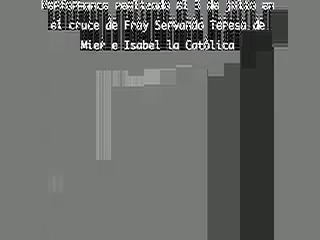 Performance realizado el 3 de julio en
el cruce de Fray Servando Teresa de
Mier e Isabel la Católica